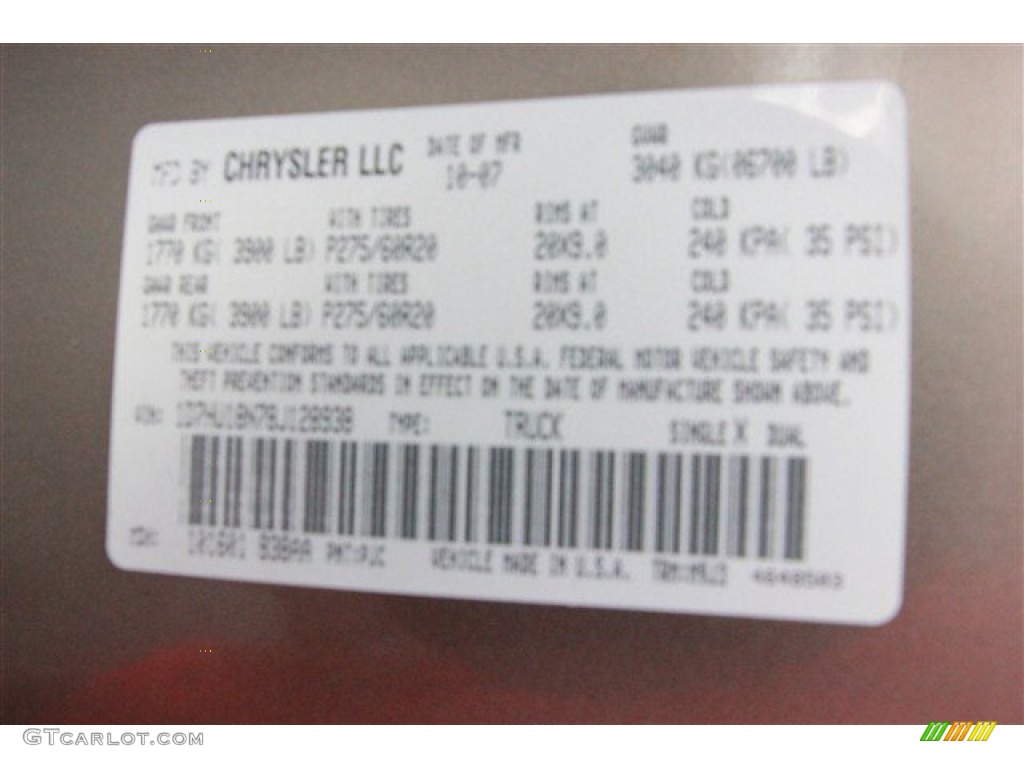 MFD BY CHRYSLER LLC DATE OF MFR GVWR
10-07 3040 KG(06700 LB)
GAWR FRONT WITH TIRES RIMS AT COLD
1770 KG( 3900 LB) P275/60R20 20X9.0 240 KPA( 35 PSI)
GAWR REAR WITH TIRES RIMS AT COLD
1770 KG( 3900 LB) P275/60R20 20X9.0 240 KPA( 35 PSI)
THIS VEHICLE CONFORMS TO ALL APPLICABLE U.S.A. FEDERAL MOTOR VEHICLE SAFETY AND
THEFT PREVENTION STANDARDS IN EFFECT ON THE DATE OF MANUFACTURE SHOWN ABOVE.
VIN: TYPE: TRUCK SINGLE X DUAL
MDH: PNT:PJC VEHICLE MADE IN U.S.A.
GTCARLOT.COM